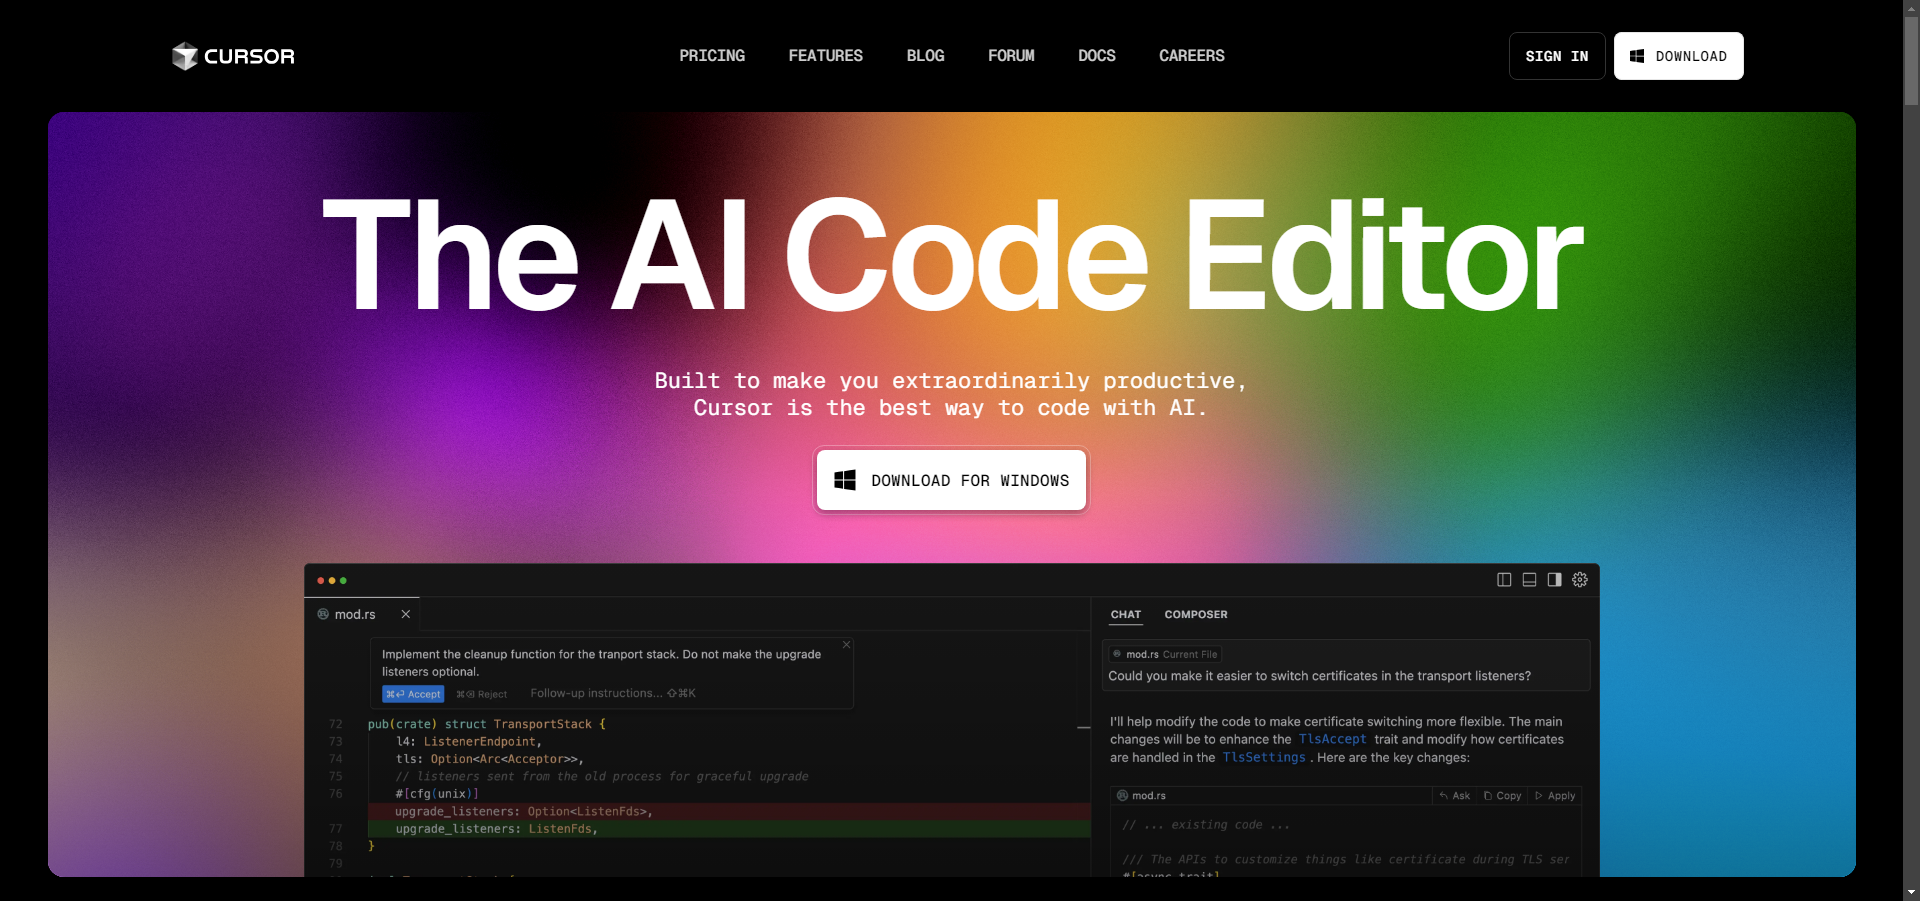 CURSOR
PRICING FEATURES BLOG FORUM DOCS CAREERS
SIGN IN
DOWNLOAD
The AI Code Editor
Built to make you extraordinarily productive,
Cursor is the best way to code with AI.
DOWNLOAD FOR WINDOWS
mod.rs
Implement the cleanup function for the tranport stack. Do not make the upgrade
listeners optional.
⌘⏎ Accept ⌘⌫ Reject Follow-up instructions... ⇧⌘K
72 pub(crate) struct TransportStack {
73 l4: ListenerEndpoint,
74 tls: Option<Arc<Acceptor>>,
75 // listeners sent from the old process for graceful upgrade
76 #[cfg(unix)]
upgrade_listeners: Option<ListenFds>,
77 upgrade_listeners: ListenFds,
78 }
79
CHAT COMPOSER
mod.rs Current File
Could you make it easier to switch certificates in the transport listeners?
I'll help modify the code to make certificate switching more flexible. The main
changes will be to enhance the TlsAccept trait and modify how certificates
are handled in the TlsSettings . Here are the key changes:
mod.rs Ask Copy Apply
// ... existing code ...
/// The APIs to customize things like certificate during TLS ser
#[async_trait]